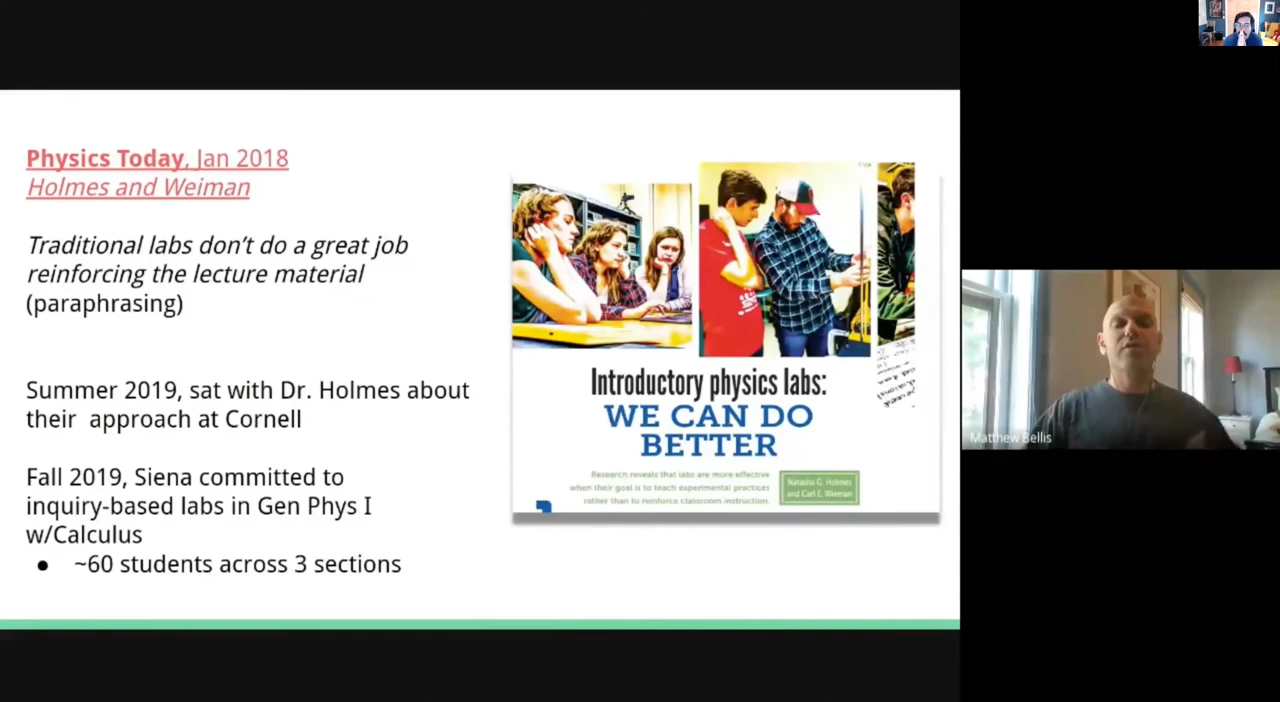 Physics Today, Jan 2018
Holmes and Weiman
Traditional labs don't do a great job
reinforcing the lecture material
(paraphrasing)
Summer 2019, sat with Dr. Holmes about
their approach at Cornell
Fall 2019, Siena committed to
inquiry-based labs in Gen Phys I
w/Calculus
● ~60 students across 3 sections
Introductory physics labs:
WE CAN DO
BETTER
Research reveals that labs are more effective
when their goal is to teach experimental practices
rather than to reinforce classroom instruction.
Natasha G. Holmes
and Carl E. Wieman
Matthew Bellis